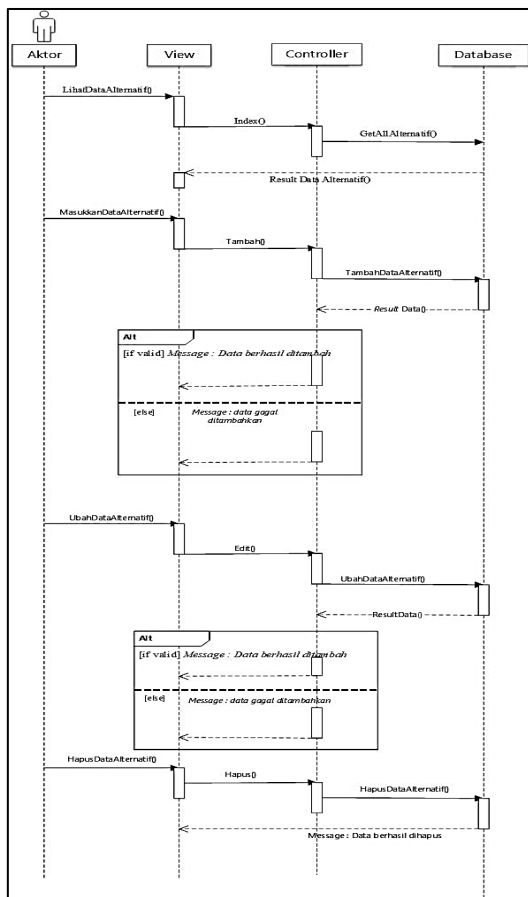 Aktor
View
Controller
Database
LihatDataAlternatif()
Index()
GetAllAlternatif()
Result Data Alternatif()
MasukkanDataAlternatif()
Tambah()
TambahDataAlternatif()
Result Data()
Alt
[if valid] Message : Data berhasil ditambah
[else] Message : data gagal
ditambahkan
UbahDataAlternatif()
Edit()
UbahDataAlternatif()
ResultData()
Alt
[if valid] Message : Data berhasil ditambah
[else] Message : data gagal ditambahkan
HapusDataAlternatif()
Hapus()
HapusDataAlternatif()
Message : Data berhasil dihapus